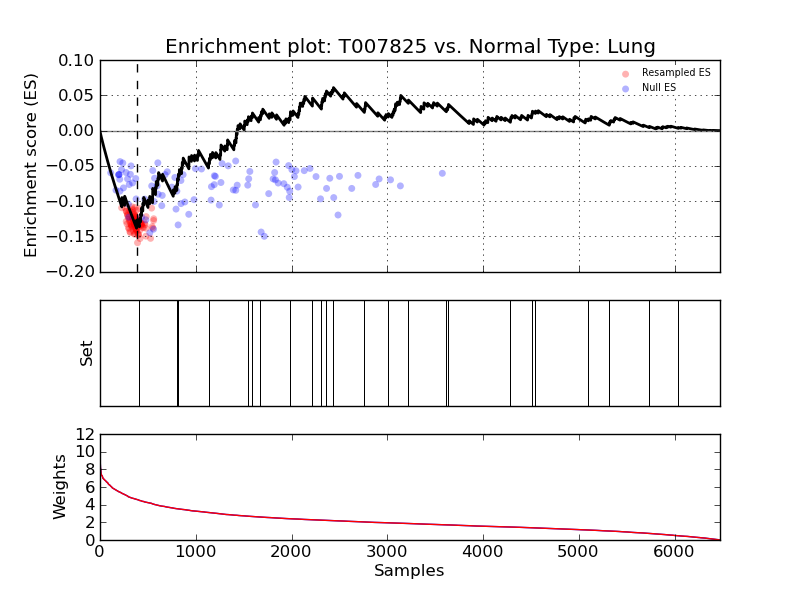 Enrichment plot: T007825 vs. Normal Type: Lung
Enrichment score (ES)
0.10
0.05
0.00
−0.05
−0.10
−0.15
−0.20
Resampled ES
Null ES
Set
Weights
12
10
8
6
4
2
0
0 1000 2000 3000 4000 5000 6000
Samples